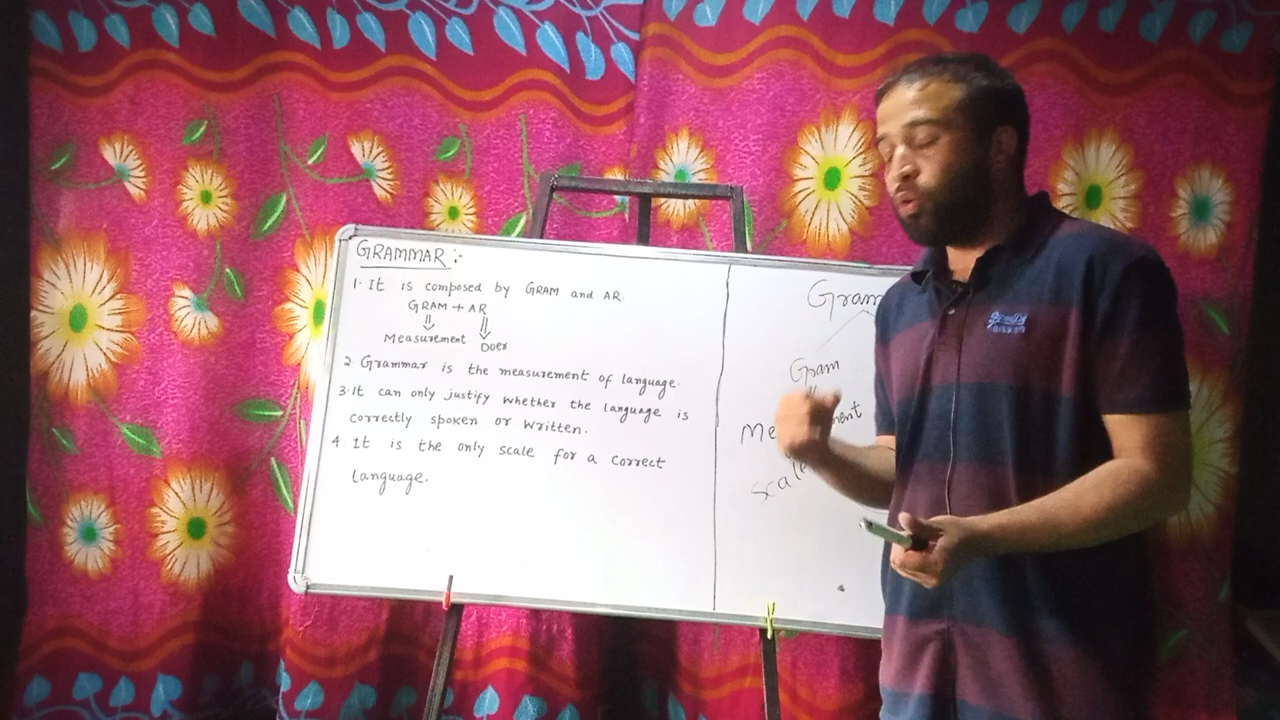 GRAMMAR :-
1. It is composed by GRAM and AR.
GRAM + AR
Measurement Doer
2 Grammar is the measurement of language.
3. It can only justify whether the language is
correctly spoken or written.
4 It is the only scale for a correct
language.
Gram
Gram